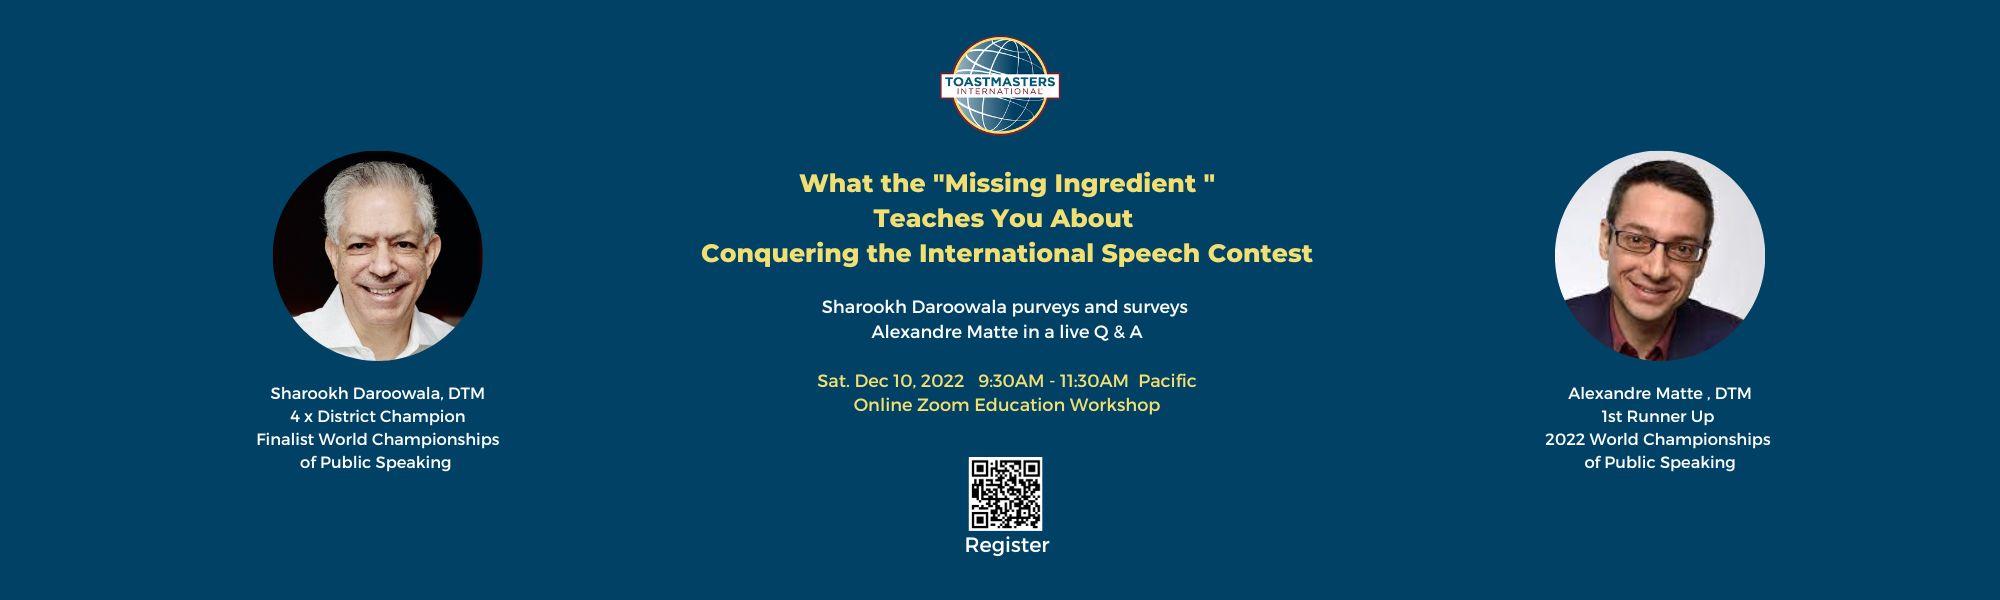 TOASTMASTERS
INTERNATIONAL
What the "Missing Ingredient "
Teaches You About
Conquering the International Speech Contest
Sharookh Daroowala purveys and surveys
Alexandre Matte in a live Q & A
Sat. Dec 10, 2022   9:30AM - 11:30AM  Pacific
Online Zoom Education Workshop
Register
Sharookh Daroowala, DTM
4 x District Champion
Finalist World Championships
of Public Speaking
Alexandre Matte , DTM
1st Runner Up
2022 World Championships
of Public Speaking